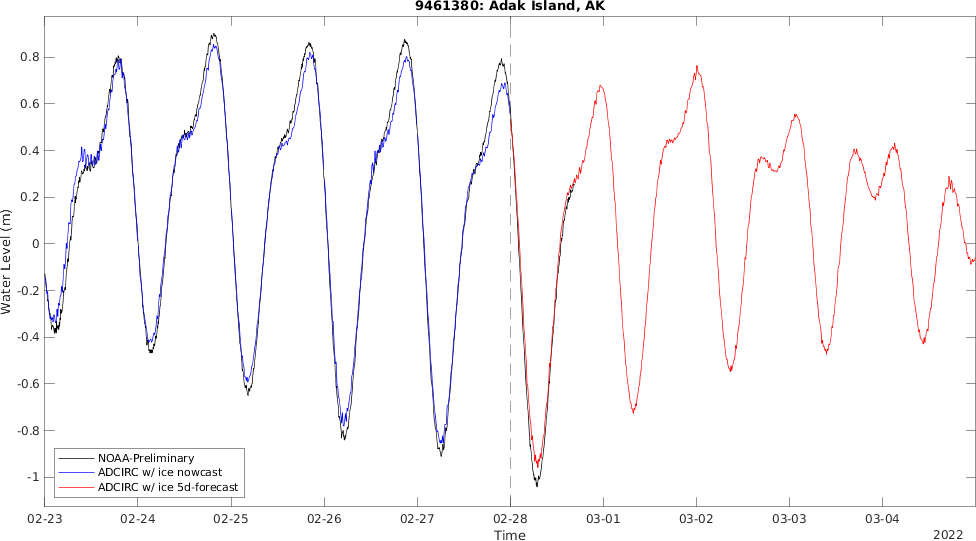 9461380: Adak Island, AK
Water Level (m)
0.8
0.6
0.4
0.2
0
-0.2
-0.4
-0.6
-0.8
-1
NOAA-Preliminary
ADCIRC w/ ice nowcast
ADCIRC w/ ice 5d-forecast
02-23 02-24 02-25 02-26 02-27 02-28 03-01 03-02 03-03 03-04
Time
2022